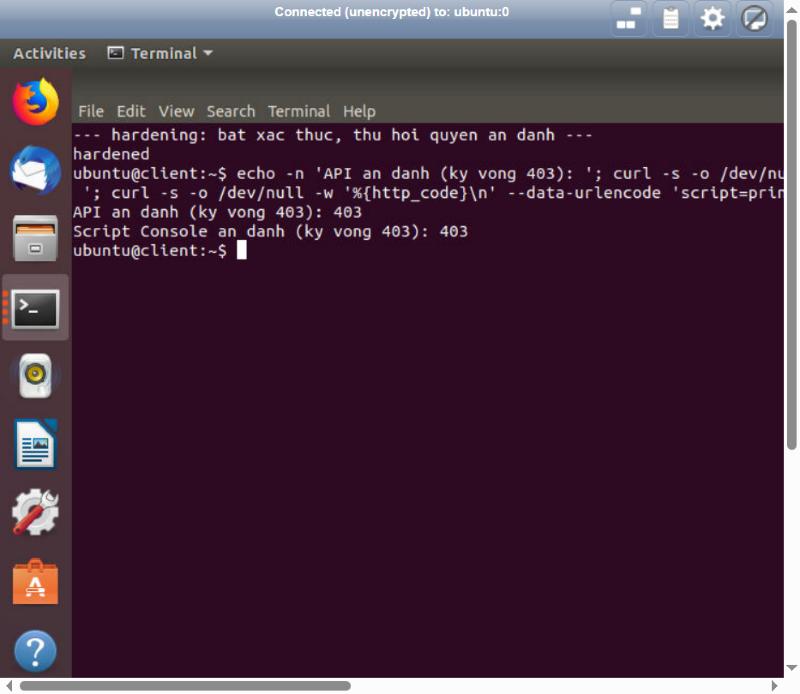 Connected (unencrypted) to: ubuntu:0
Activities Terminal
File Edit View Search Terminal Help
--- hardening: bat xac thuc, thu hoi quyen an danh ---
hardened
ubuntu@client:~$ echo -n 'API an danh (ky vong 403): '; curl -s -o /dev/nu
'; curl -s -o /dev/null -w '%{http_code}\n' --data-urlencode 'script=prin
API an danh (ky vong 403): 403
Script Console an danh (ky vong 403): 403
ubuntu@client:~$